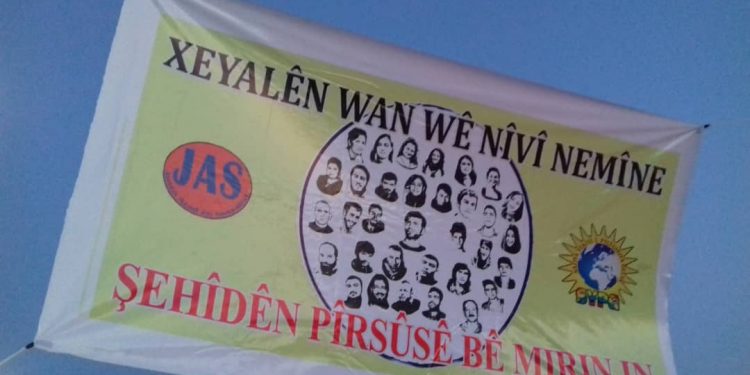 XEYALÊN WAN WÊ NÎVÎ NEMÎNE
JAS
ŞEHÎDÊN PÎRSÛSÊ BÊ MIRIN IN